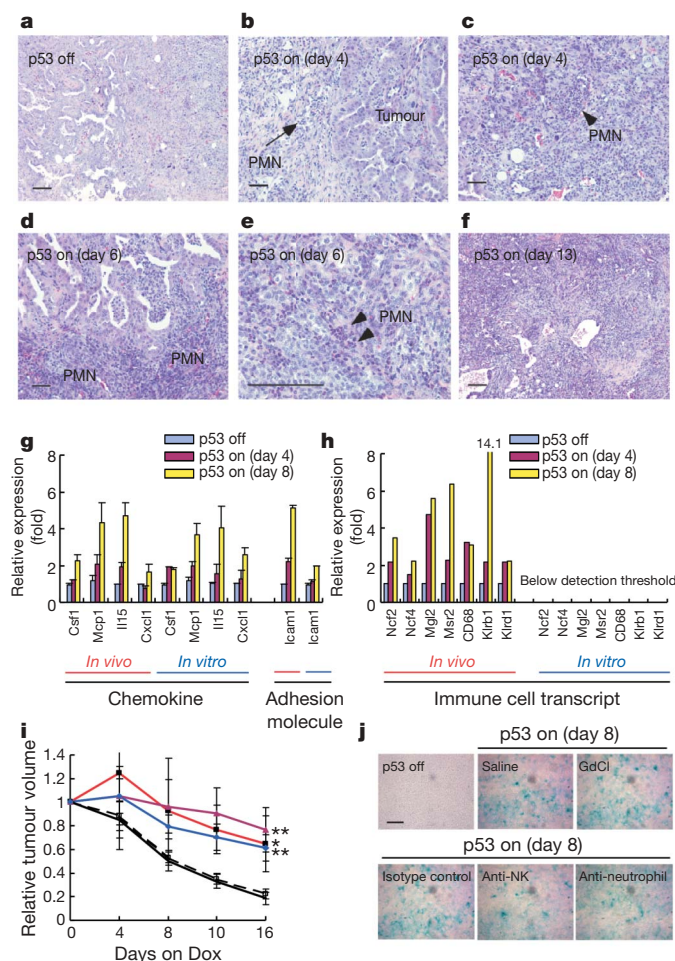 a
b
c
p53 off
p53 on (day 4)
p53 on (day 4)
Tumour
PMN
PMN
d
e
f
p53 on (day 6)
p53 on (day 6)
p53 on (day 13)
PMN
PMN
PMN
g
h
p53 off
p53 on (day 4)
p53 on (day 8)
14.1
p53 off
p53 on (day 4)
p53 on (day 8)
Relative expression
(fold)
8
6
4
2
0
Csf1
Mcp1
Il15
Cxcl1
Csf1
Mcp1
Il15
Cxcl1
Icam1
Icam1
In vivo
In vitro
Chemokine
Adhesion
molecule
Relative expression
(fold)
8
6
4
2
0
Below detection threshold
Ncf2
Ncf4
Mgl2
Msr2
CD68
Klrb1
Klrd1
Ncf2
Ncf4
Mgl2
Msr2
CD68
Klrb1
Klrd1
In vivo
In vitro
Immune cell transcript
i
Relative tumour volume
1.4
1.2
1
0.8
0.6
0.4
0.2
0
**
*
**
0
4
8
10
16
Days on Dox
j
p53 on (day 8)
p53 off
Saline
GdCl
p53 on (day 8)
Isotype control
Anti-NK
Anti-neutrophil